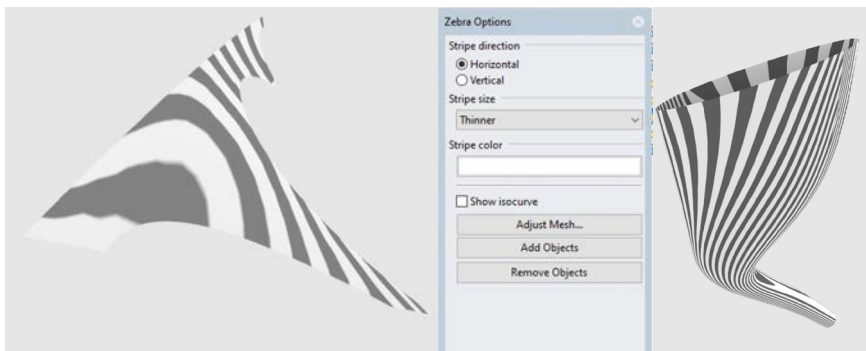 Zebra Options
Stripe direction
Horizontal
Vertical
Stripe size
Thinner
Stripe color
Show isocurve
Adjust Mesh...
Add Objects
Remove Objects